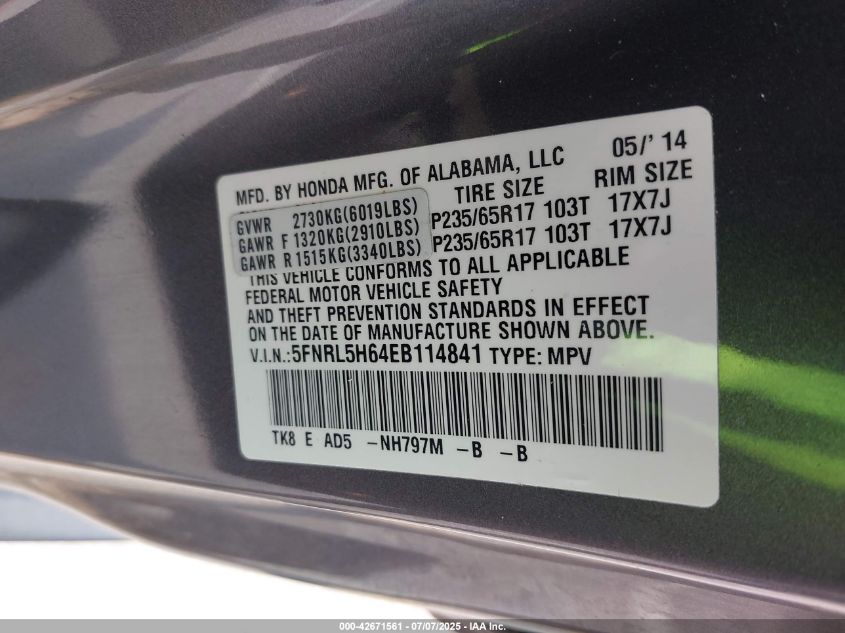 MFD. BY HONDA MFG. OF ALABAMA, LLC 05/' 14
TIRE SIZE RIM SIZE
GVWR 2730KG(6019LBS)
GAWR F 1320KG(2910LBS) P235/65R17 103T 17X7J
GAWR R 1515KG(3340LBS) P235/65R17 103T 17X7J
THIS VEHICLE CONFORMS TO ALL APPLICABLE
FEDERAL MOTOR VEHICLE SAFETY
AND THEFT PREVENTION STANDARDS IN EFFECT
ON THE DATE OF MANUFACTURE SHOWN ABOVE.
V.I.N.:5FNRL5H64EB114841 TYPE: MPV
TK8 E AD5 -NH797M -B -B
000-42671561 / 07/07/2025 - IAA Inc.